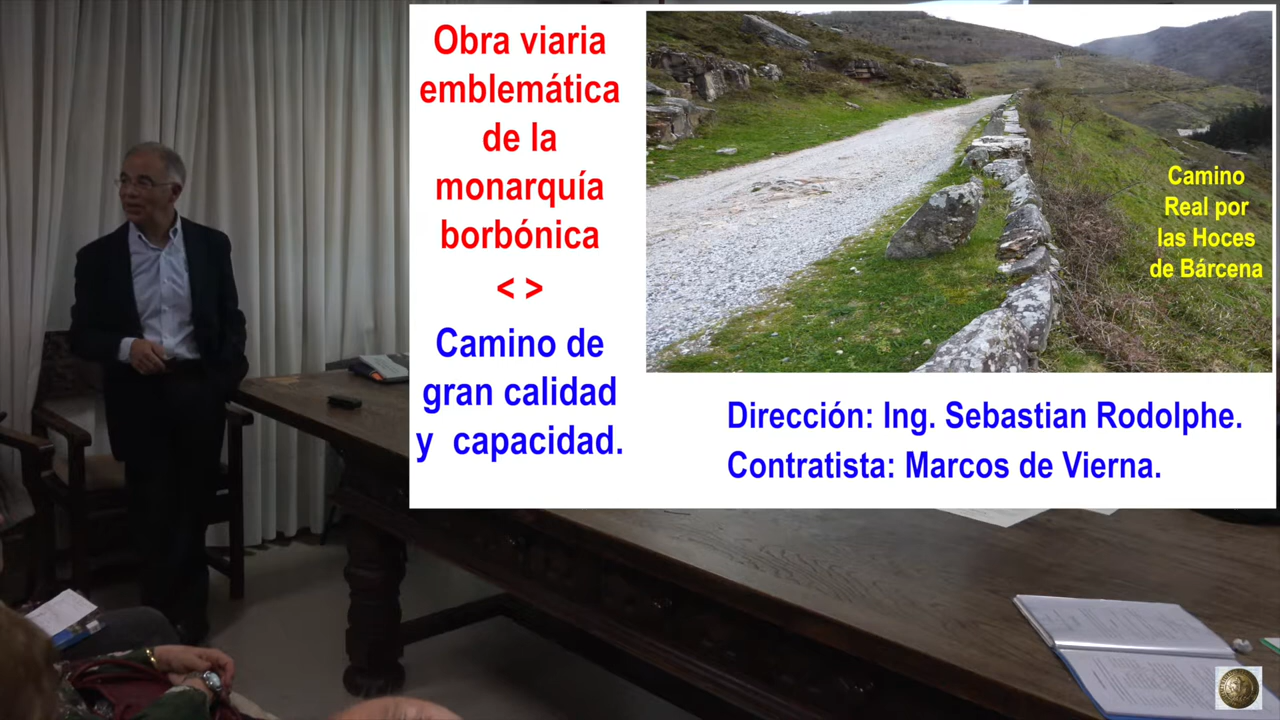 Obra viaria
emblemática
de la
monarquía
borbónica
< >
Camino de
gran calidad
y capacidad.
Camino
Real por
las Hoces
de Bárcena
Dirección: Ing. Sebastian Rodolphe.
Contratista: Marcos de Vierna.